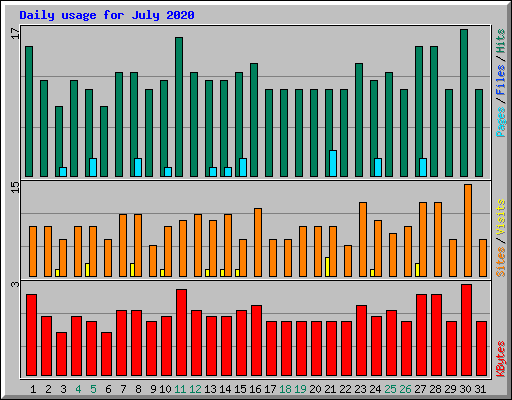 Daily usage for July 2020
17
Pages / Files / Hits
15
Sites / Visits
3
KBytes
1 2 3 4 5 6 7 8 9 10 11 12 13 14 15 16 17 18 19 20 21 22 23 24 25 26 27 28 29 30 31